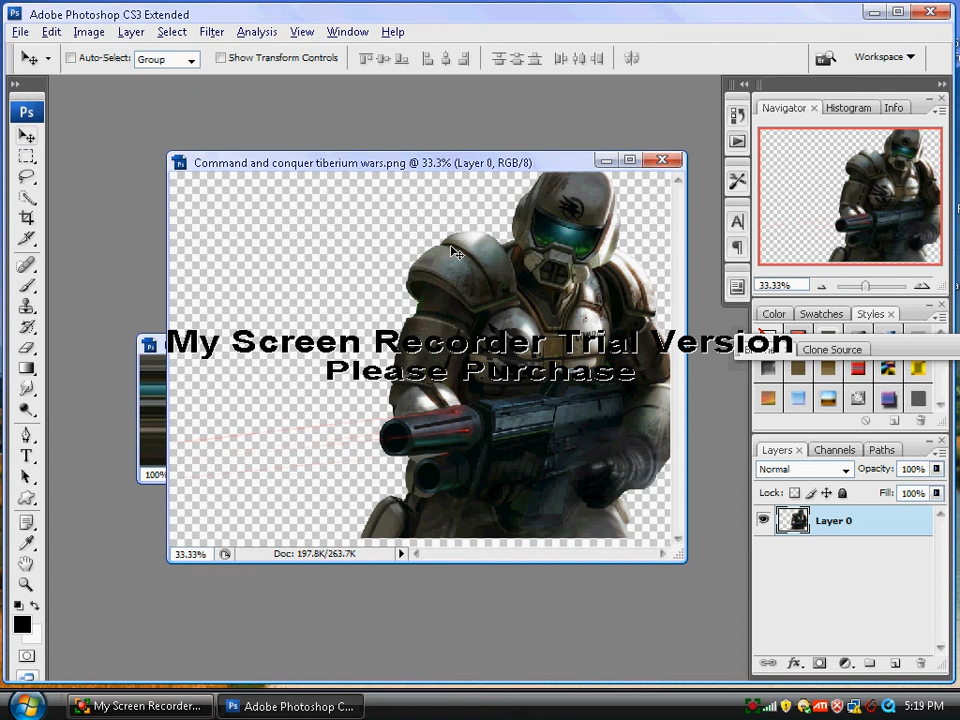 Adobe Photoshop CS3 Extended
File Edit Image Layer Select Filter Analysis View Window Help
Auto-Select: Group Show Transform Controls Workspace
Ps
Navigator Histogram Info
Command and conquer tiberium wars.png @ 33.3% (Layer 0, RGB/8)
33.33%
Color Swatches Styles
My Screen Recorder Trial Version
Clone Source
Please Purchase
Layers Channels Paths
Normal Opacity: 100%
100%
Lock: Fill: 100%
Layer 0
33.33% Doc: 197.8K/263.7K
My Screen Recorder... Adobe Photoshop C... 5:19 PM